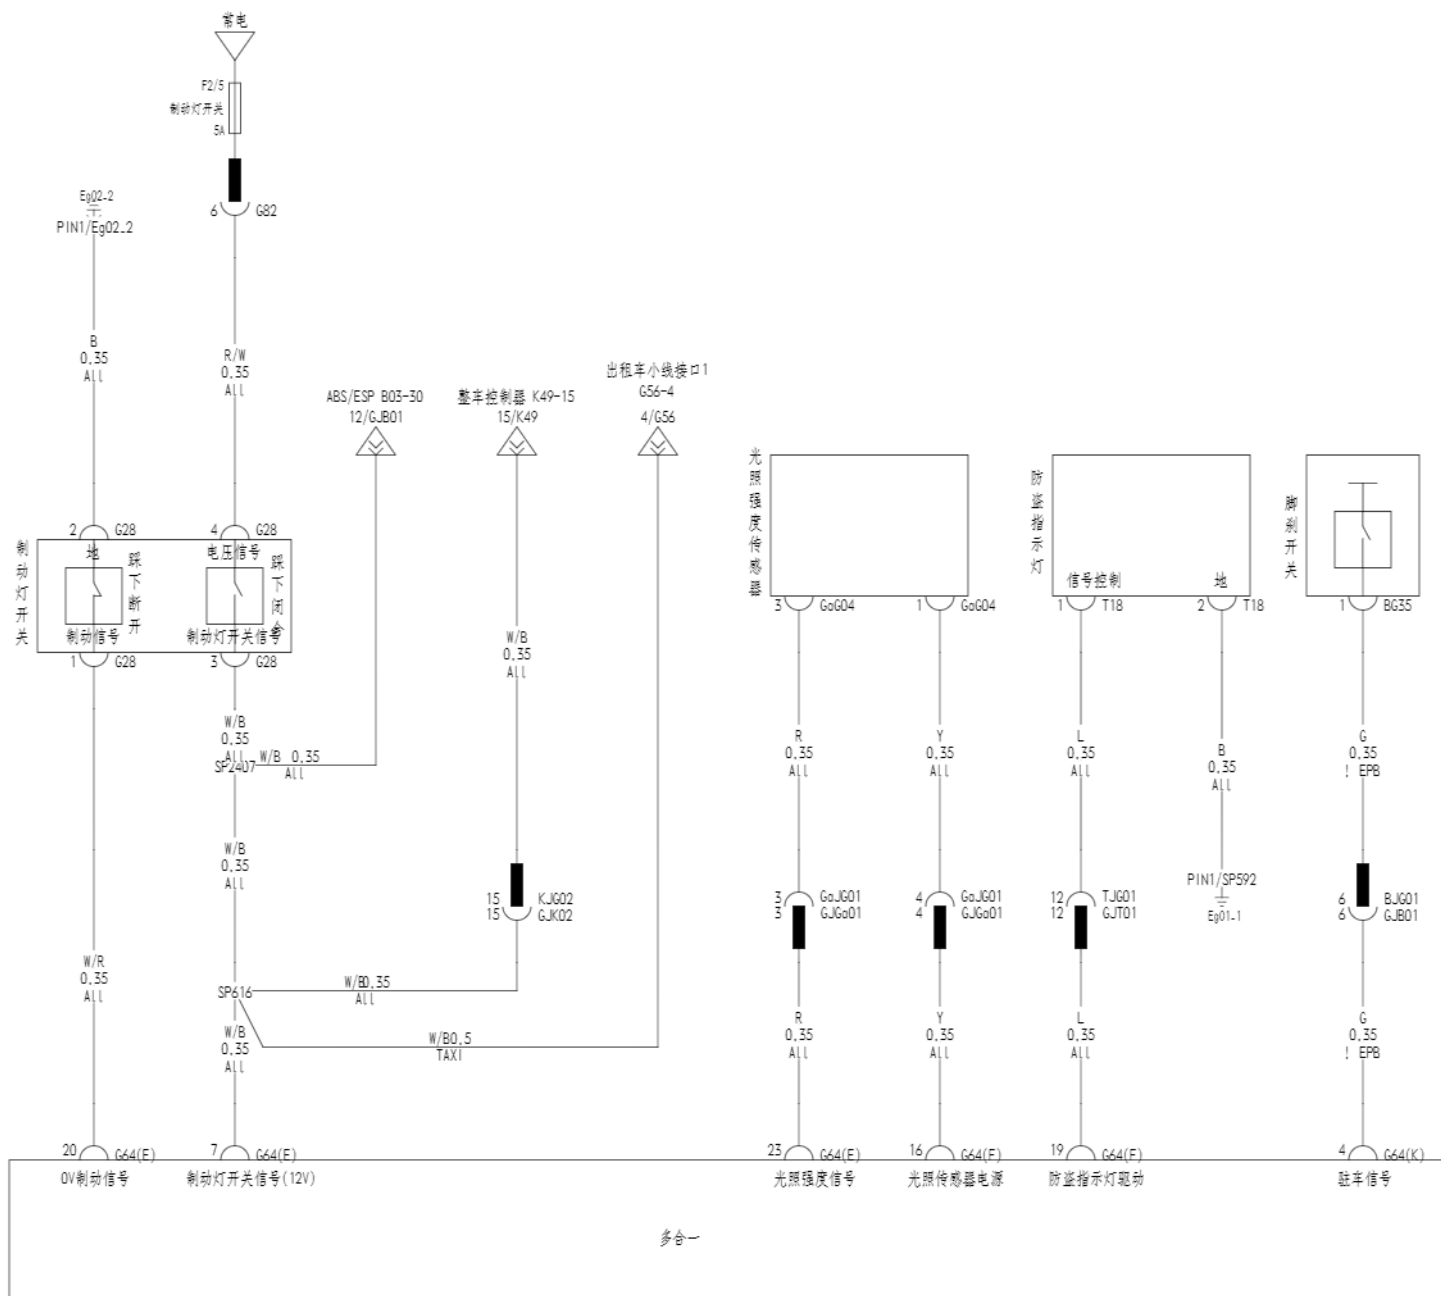 常电
F2/5
制动灯开关
5A
6 G82
Eg02-2
PIN1/Eg02_2
B
0.35
ALL
R/W
0.35
ALL
ABS/ESP B03-30
12/GJB01
整车控制器 K49-15
15/K49
出租车小线接口1
G56-4
4/G56
2 G28
4 G28
制动灯开关
地
踩下断开
制动信号
电压信号
踩下闭合
制动灯开关信号
1 G28
3 G28
W/B
0.35
ALL
SP2407
W/B 0.35
ALL
W/B
0.35
ALL
W/B
0.35
ALL
15 KJG02
15 GJK02
W/R
0.35
ALL
SP616
W/B0.35
ALL
W/B
0.35
ALL
W/B0.5
TAXI
光照强度传感器
3 GaG04
1 GaG04
防盗指示灯
信号控制
地
1 T18
2 T18
脚刹开关
1 BG35
R
0.35
ALL
Y
0.35
ALL
L
0.35
ALL
B
0.35
ALL
G
0.35
! EPB
PIN1/SP592
Eg01-1
3 GaJG01
3 GJGa01
4 GaJG01
4 GJGa01
12 TJG01
12 GJT01
6 BJG01
6 GJB01
R
0.35
ALL
Y
0.35
ALL
L
0.35
ALL
G
0.35
! EPB
20 G64(E)
7 G64(E)
23 G64(E)
16 G64(F)
19 G64(F)
4 G64(K)
0V制动信号
制动灯开关信号(12V)
光照强度信号
光照传感器电源
防盗指示灯驱动
驻车信号
多合一